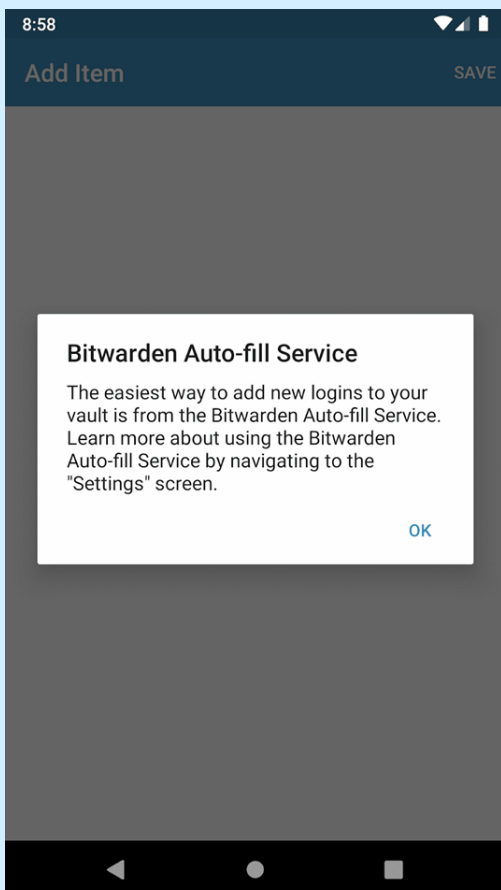 8:58
Add Item
SAVE
Bitwarden Auto-fill Service
The easiest way to add new logins to your
vault is from the Bitwarden Auto-fill Service.
Learn more about using the Bitwarden
Auto-fill Service by navigating to the
"Settings" screen.
OK